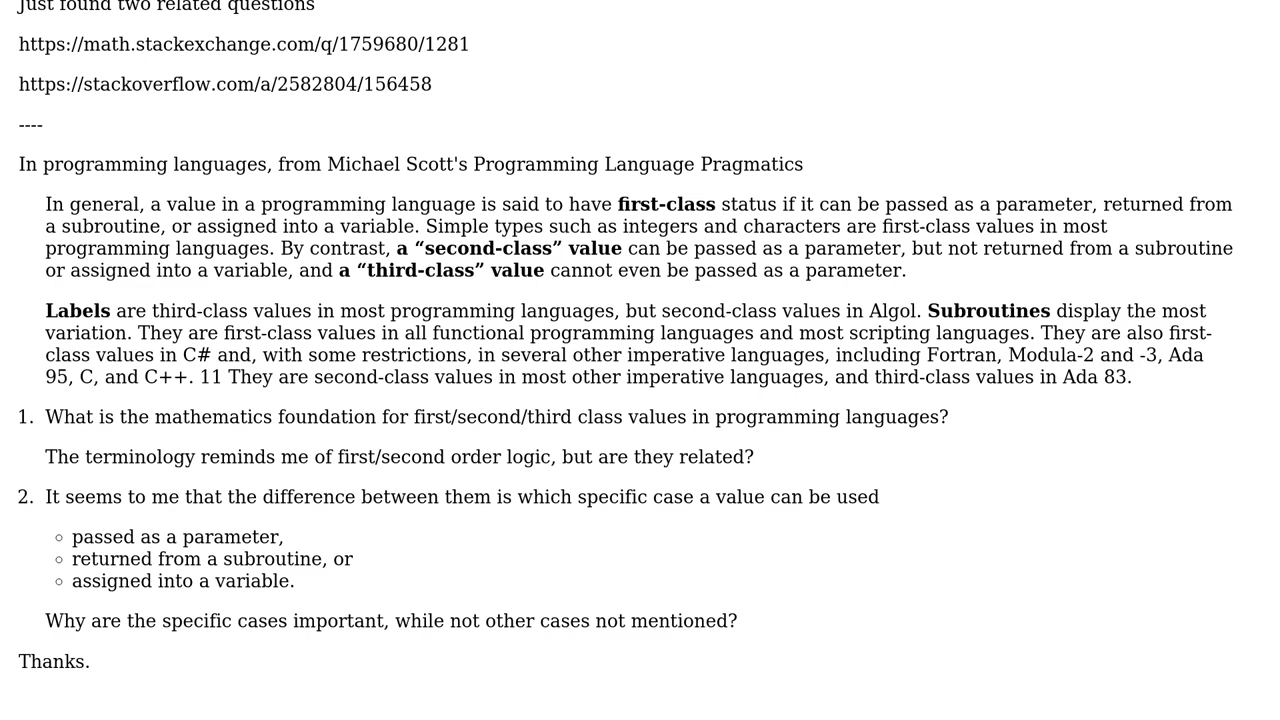 Just found two related questions
https://math.stackexchange.com/q/1759680/1281
https://stackoverflow.com/a/2582804/156458
----
In programming languages, from Michael Scott's Programming Language Pragmatics
In general, a value in a programming language is said to have first-class status if it can be passed as a parameter, returned from
a subroutine, or assigned into a variable. Simple types such as integers and characters are first-class values in most
programming languages. By contrast, a “second-class” value can be passed as a parameter, but not returned from a subroutine
or assigned into a variable, and a “third-class” value cannot even be passed as a parameter.
Labels are third-class values in most programming languages, but second-class values in Algol. Subroutines display the most
variation. They are first-class values in all functional programming languages and most scripting languages. They are also first-
class values in C# and, with some restrictions, in several other imperative languages, including Fortran, Modula-2 and -3, Ada
95, C, and C++. 11 They are second-class values in most other imperative languages, and third-class values in Ada 83.
1. What is the mathematics foundation for first/second/third class values in programming languages?
The terminology reminds me of first/second order logic, but are they related?
2. It seems to me that the difference between them is which specific case a value can be used
◦ passed as a parameter,
◦ returned from a subroutine, or
◦ assigned into a variable.
Why are the specific cases important, while not other cases not mentioned?
Thanks.